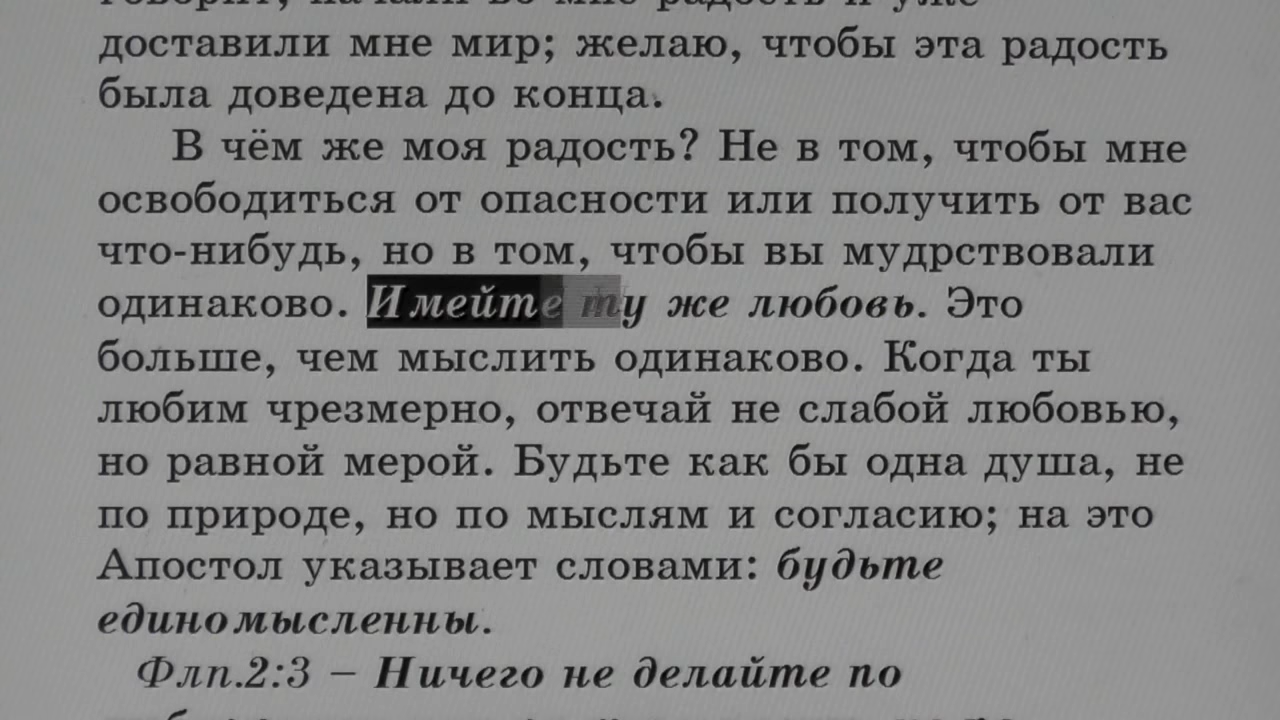 доставили мне мир; желаю, чтобы эта радость
была доведена до конца.
В чём же моя радость? Не в том, чтобы мне
освободиться от опасности или получить от вас
что-нибудь, но в том, чтобы вы мудрствовали
одинаково. Имейте ту же любовь. Это
больше, чем мыслить одинаково. Когда ты
любим чрезмерно, отвечай не слабой любовью,
но равной мерой. Будьте как бы одна душа, не
по природе, но по мыслям и согласию; на это
Апостол указывает словами: будьте
единомысленны.
Флп.2:3 – Ничего не делайте по